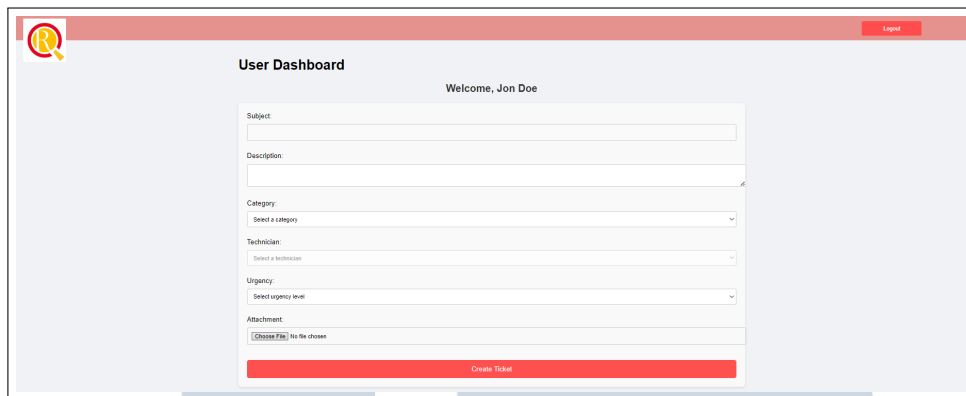 R
Logout
User Dashboard
Welcome, Jon Doe
Subject:
Description:
Category:
Select a category
Technician:
Select a technician
Urgency:
Select urgency level
Attachment:
Choose File No file chosen
Create Ticket